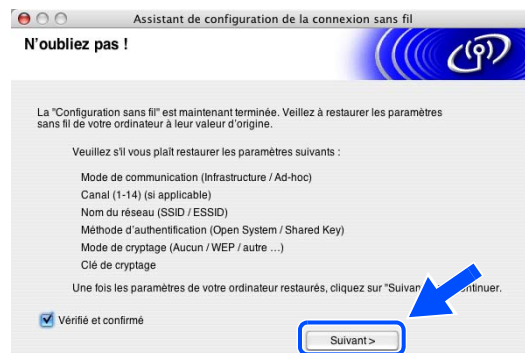 Assistant de configuration de la connexion sans fil
N'oubliez pas !
La "Configuration sans fil" est maintenant terminée. Veillez à restaurer les paramètres
sans fil de votre ordinateur à leur valeur d'origine.
Veuillez s'il vous plaît restaurer les paramètres suivants :
Mode de communication (Infrastructure / Ad-hoc)
Canal (1-14) (si applicable)
Nom du réseau (SSID / ESSID)
Méthode d'authentification (Open System / Shared Key)
Mode de cryptage (Aucun / WEP / autre ...)
Clé de cryptage
Une fois les paramètres de votre ordinateur restaurés, cliquez sur "Suivan
Vérifié et confirmé
Suivant >